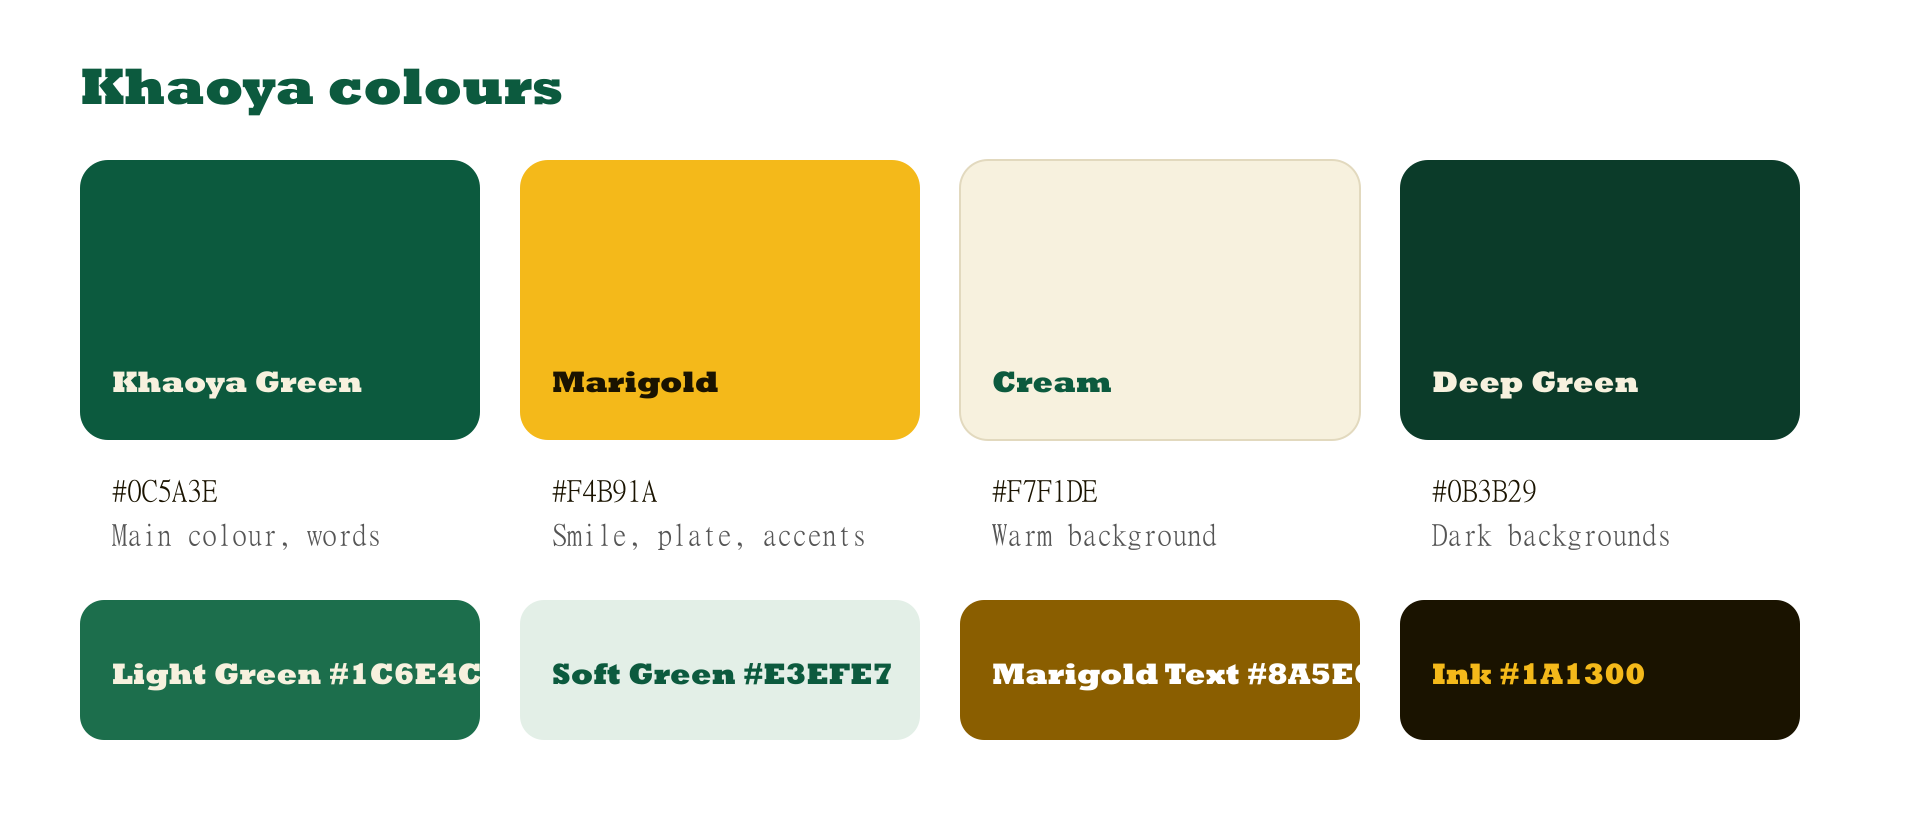 Khaoya colours
Khaoya Green
Marigold
Cream
Deep Green
#0C5A3E
#F4B91A
#F7F1DE
#0B3B29
Main colour, words
Smile, plate, accents
Warm background
Dark backgrounds
Light Green #1C6E4C
Soft Green #E3EFE7
Marigold Text #8A5E
Ink #1A1300